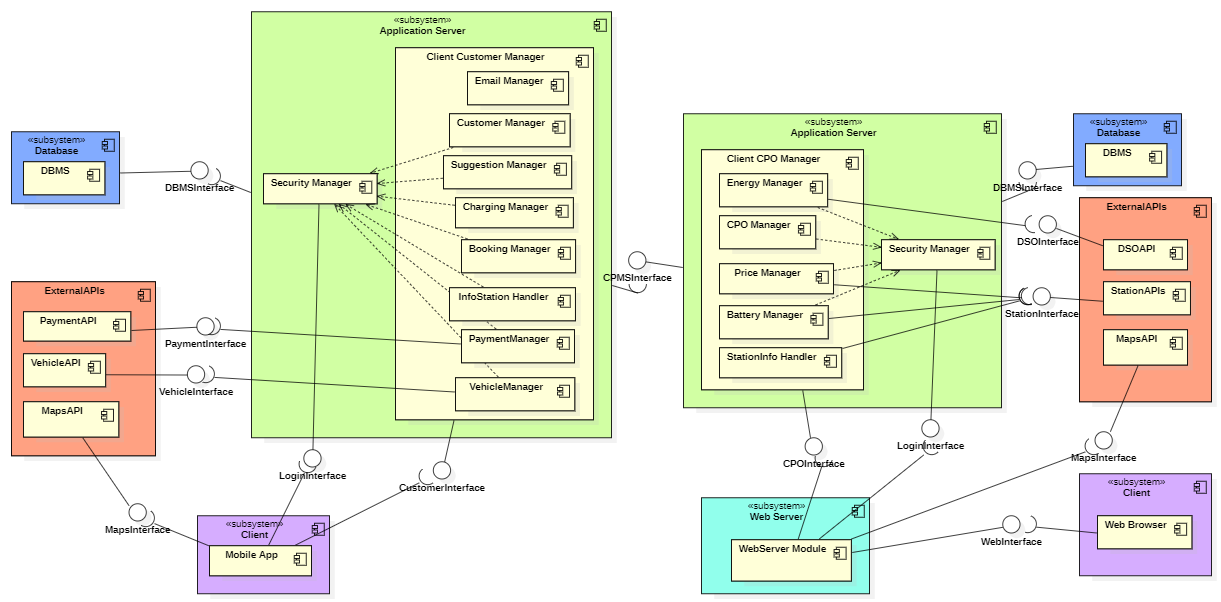 «subsystem»
Application Server
Client Customer Manager
Email Manager
Customer Manager
Suggestion Manager
Security Manager
Charging Manager
Booking Manager
InfoStation Handler
PaymentManager
VehicleManager
«subsystem»
Database
DBMS
DBMSInterface
ExternalAPIs
PaymentAPI
VehicleAPI
MapsAPI
PaymentInterface
VehicleInterface
LoginInterface
CustomerInterface
MapsInterface
«subsystem»
Client
Mobile App
CPMSInterface
«subsystem»
Application Server
Client CPO Manager
Energy Manager
CPO Manager
Security Manager
Price Manager
Battery Manager
StationInfo Handler
«subsystem»
Database
DBMS
DBMSInterface
ExternalAPIs
DSOAPI
StationAPIs
MapsAPI
DSOInterface
StationInterface
CPOInterface
LoginInterface
MapsInterface
«subsystem»
Web Server
WebServer Module
WebInterface
«subsystem»
Client
Web Browser